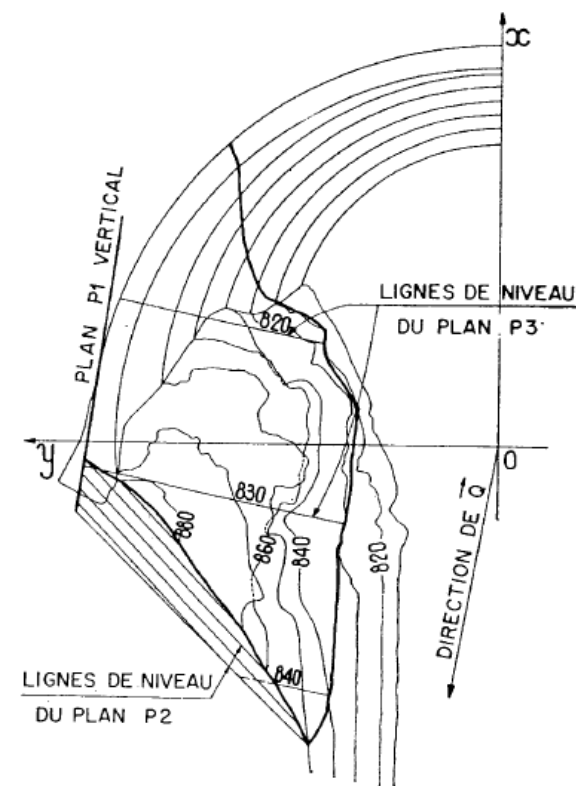 x
PLAN P1 VERTICAL
LIGNES DE NIVEAU
DU PLAN P3
820
y
O
830
880
860
840
820
DIRECTION DE Q
840
LIGNES DE NIVEAU
DU PLAN P2